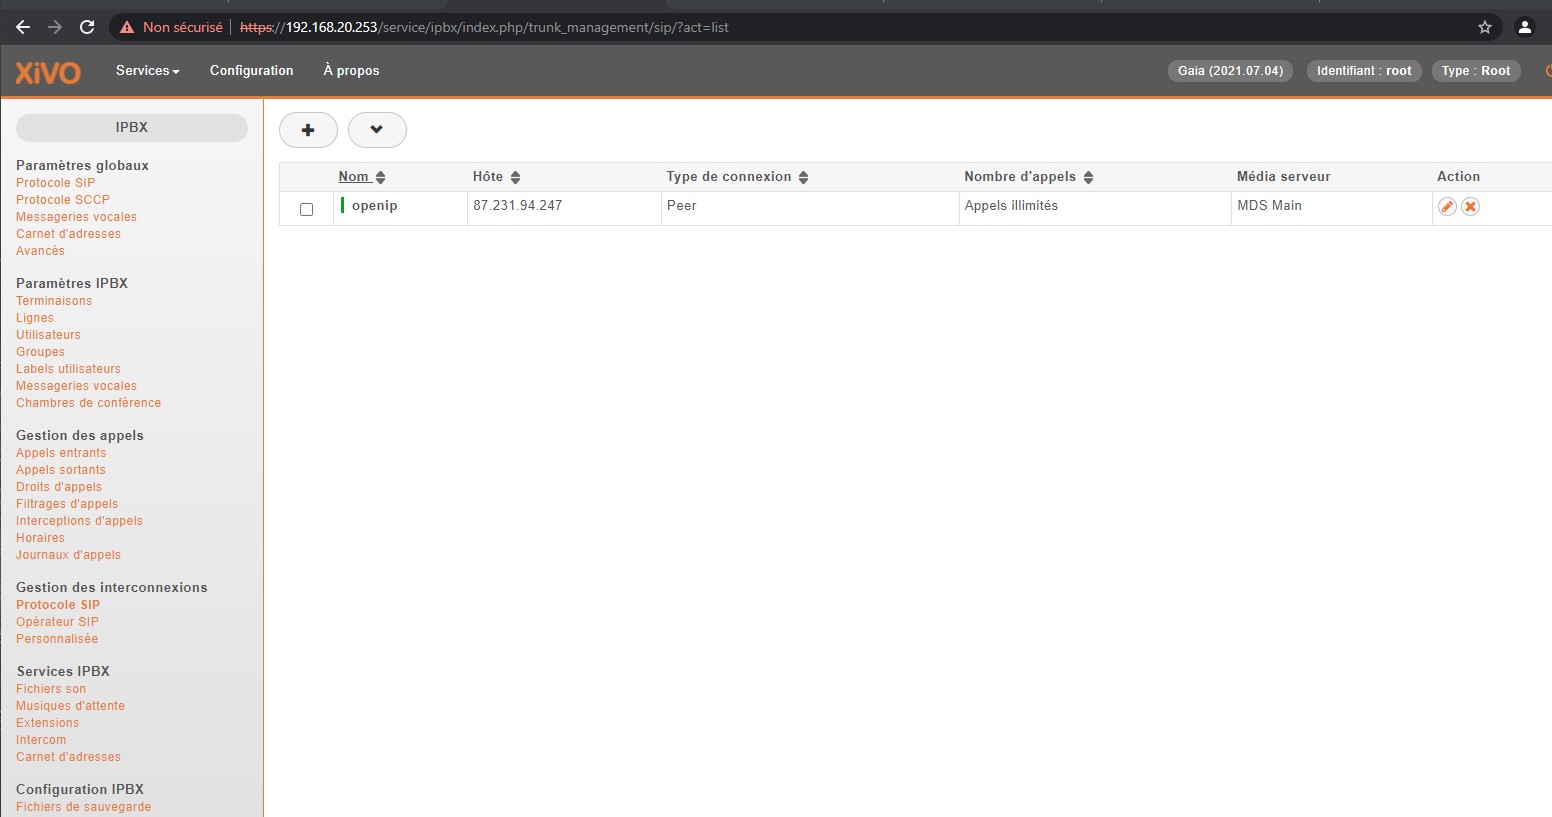 Non sécurisé https://192.168.20.253/service/ipbx/index.php/trunk_management/sip/?act=list
XiVO Services Configuration À propos Gaia (2021.07.04) Identifiant : root Type : Root
IPBX
Paramètres globaux
Protocole SIP
Protocole SCCP
Messageries vocales
Carnet d'adresses
Avancés
Paramètres IPBX
Terminaisons
Lignes
Utilisateurs
Groupes
Labels utilisateurs
Messageries vocales
Chambres de conférence
Gestion des appels
Appels entrants
Appels sortants
Droits d'appels
Filtrages d'appels
Interceptions d'appels
Horaires
Journaux d'appels
Gestion des interconnexions
Protocole SIP
Opérateur SIP
Personnalisée
Services IPBX
Fichiers son
Musiques d'attente
Extensions
Intercom
Carnet d'adresses
Configuration IPBX
Fichiers de sauvegarde
Nom Hôte Type de connexion Nombre d'appels Média serveur Action
openip 87.231.94.247 Peer Appels illimités MDS Main